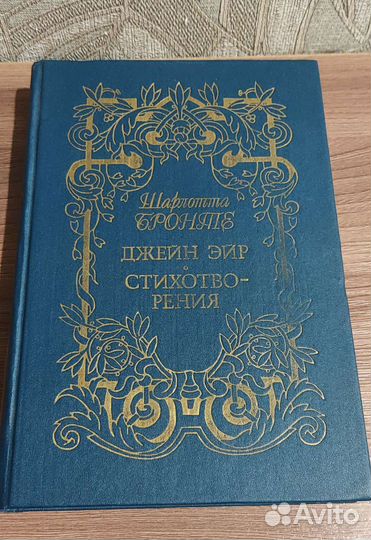 Шарлотта
БРОНТЕ
ДЖЕЙН ЭЙР
СТИХОТВО-
РЕНИЯ
Avito